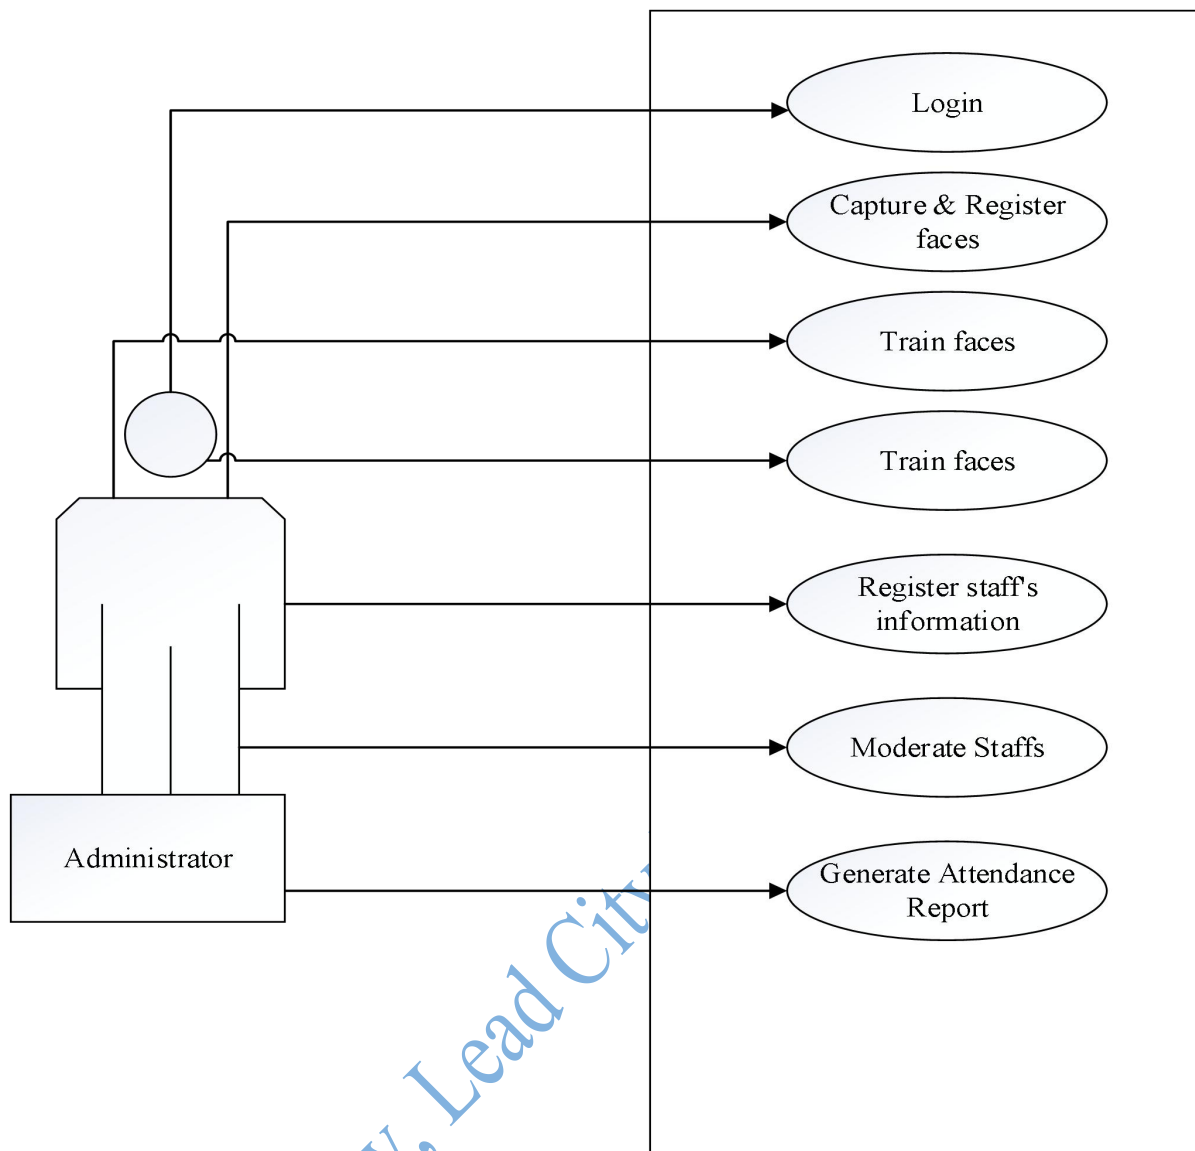 Login
Capture & Register
faces
Train faces
Train faces
Register staff's
information
Moderate Staffs
Administrator
Generate Attendance
Report
y, Lead City